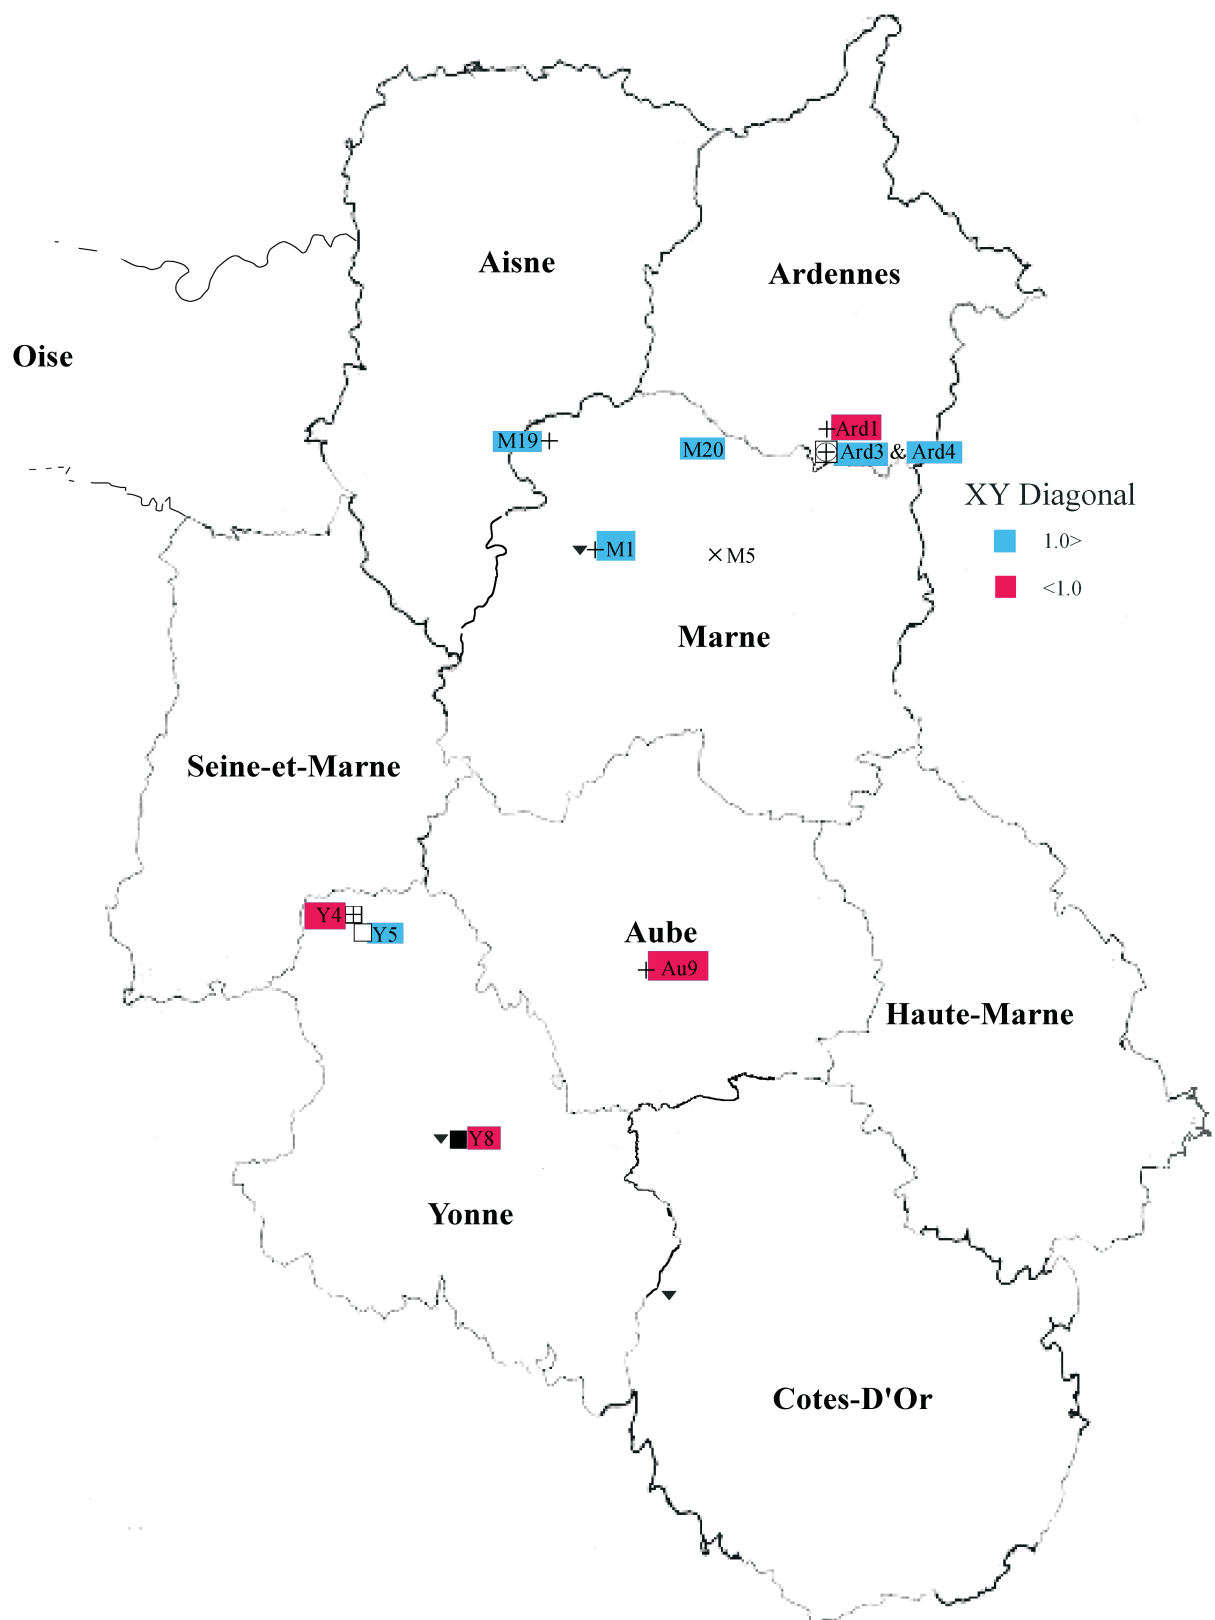 Aisne
Ardennes
Oise
Ard1
M19
M20
Ard3 & Ard4
XY Diagonal
1.0>
<1.0
M1
M5
Marne
Seine-et-Marne
Y4
Y5
Aube
Au9
Haute-Marne
Y8
Yonne
Cotes-D'Or